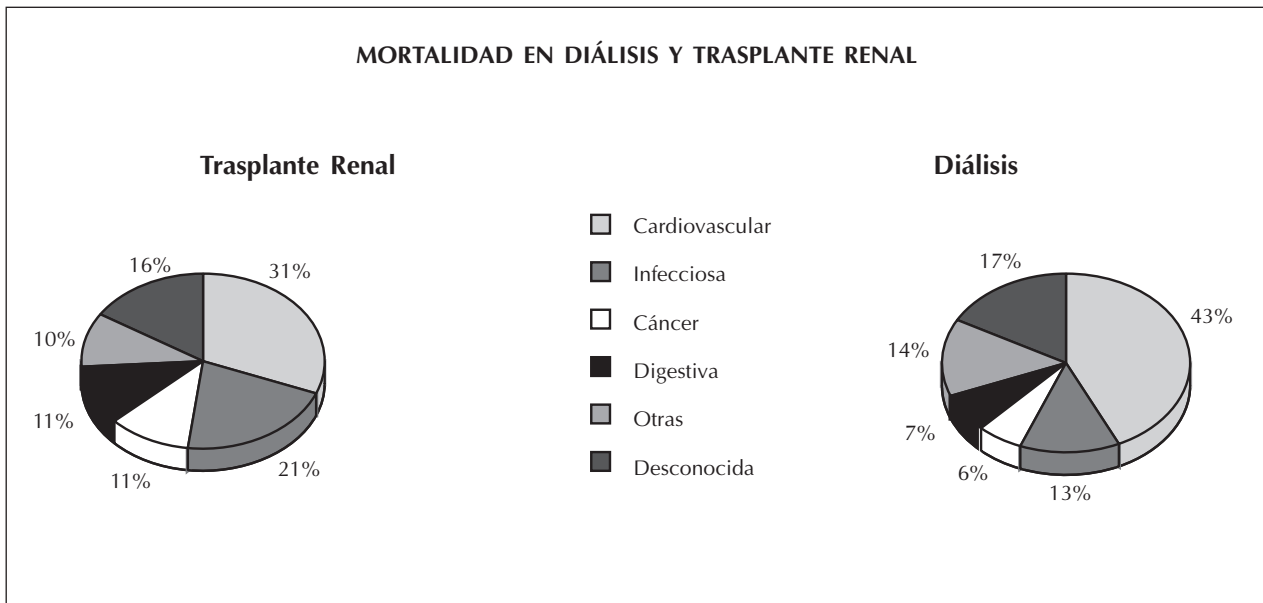 MORTALIDAD EN DIÁLISIS Y TRASPLANTE RENAL
Trasplante Renal
16%
31%
10%
11%
11%
21%
Cardiovascular
Infecciosa
Cáncer
Digestiva
Otras
Desconocida
Diálisis
17%
43%
14%
7%
6%
13%